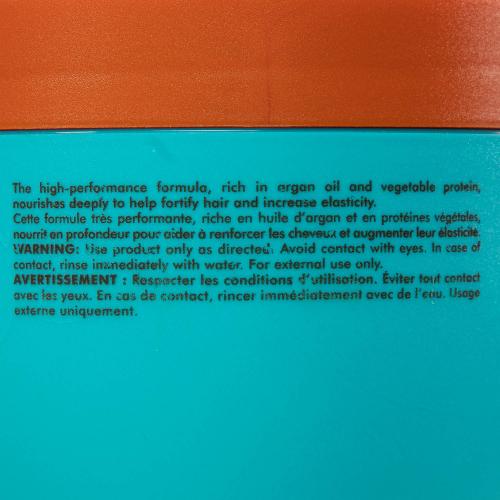 The high-performance formula, rich in argan oil and vegetable protein,
nourishes deeply to help fortify hair and increase elasticity.
Cette formule très performante, riche en huile d'argan et en protéines végétales,
nourrit en profondeur pour aider à renforcer les cheveux et augmenter leur élasticité.
WARNING: Use product only as directed. Avoid contact with eyes. In case of
contact, rinse immediately with water. For external use only.
AVERTISSEMENT : Respecter les conditions d'utilisation. Éviter tout contact
avec les yeux. En cas de contact, rincer immédiatement avec de l'eau. Usage
externe uniquement.